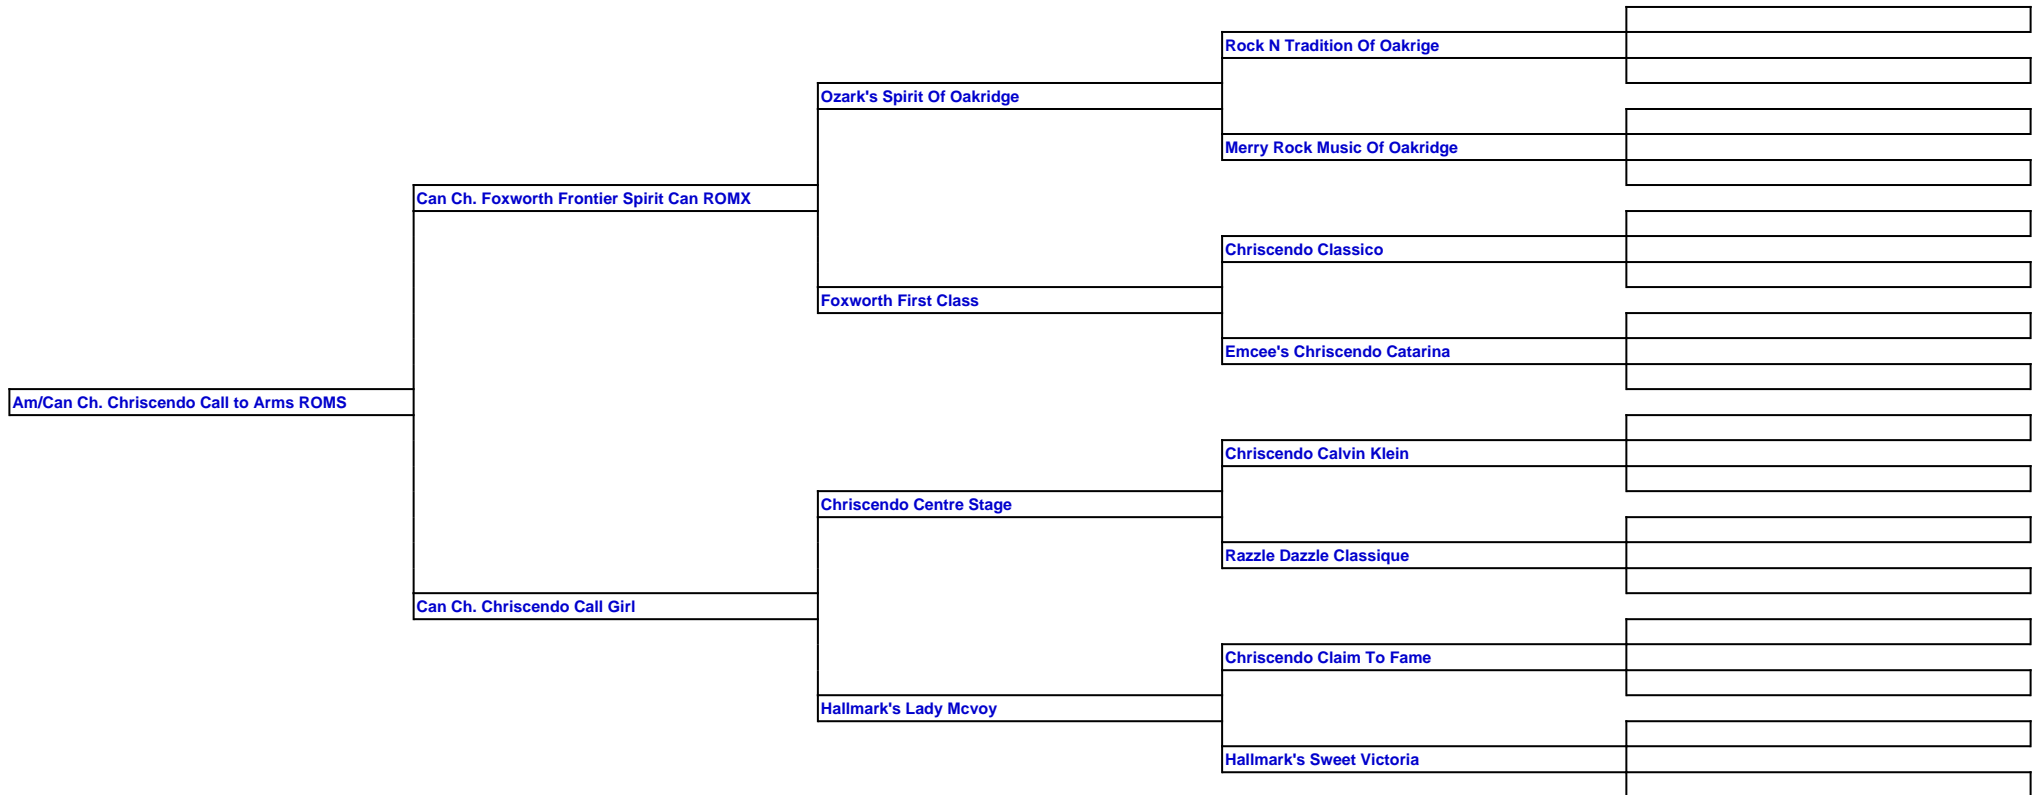 Rock N Tradition Of Oakrige
Ozark's Spirit Of Oakridge
Merry Rock Music Of Oakridge
Can Ch. Foxworth Frontier Spirit Can ROMX
Chriscendo Classico
Foxworth First Class
Emcee's Chriscendo Catarina
Am/Can Ch. Chriscendo Call to Arms ROMS
Chriscendo Calvin Klein
Chriscendo Centre Stage
Razzle Dazzle Classique
Can Ch. Chriscendo Call Girl
Chriscendo Claim To Fame
Hallmark's Lady Mcvoy
Hallmark's Sweet Victoria